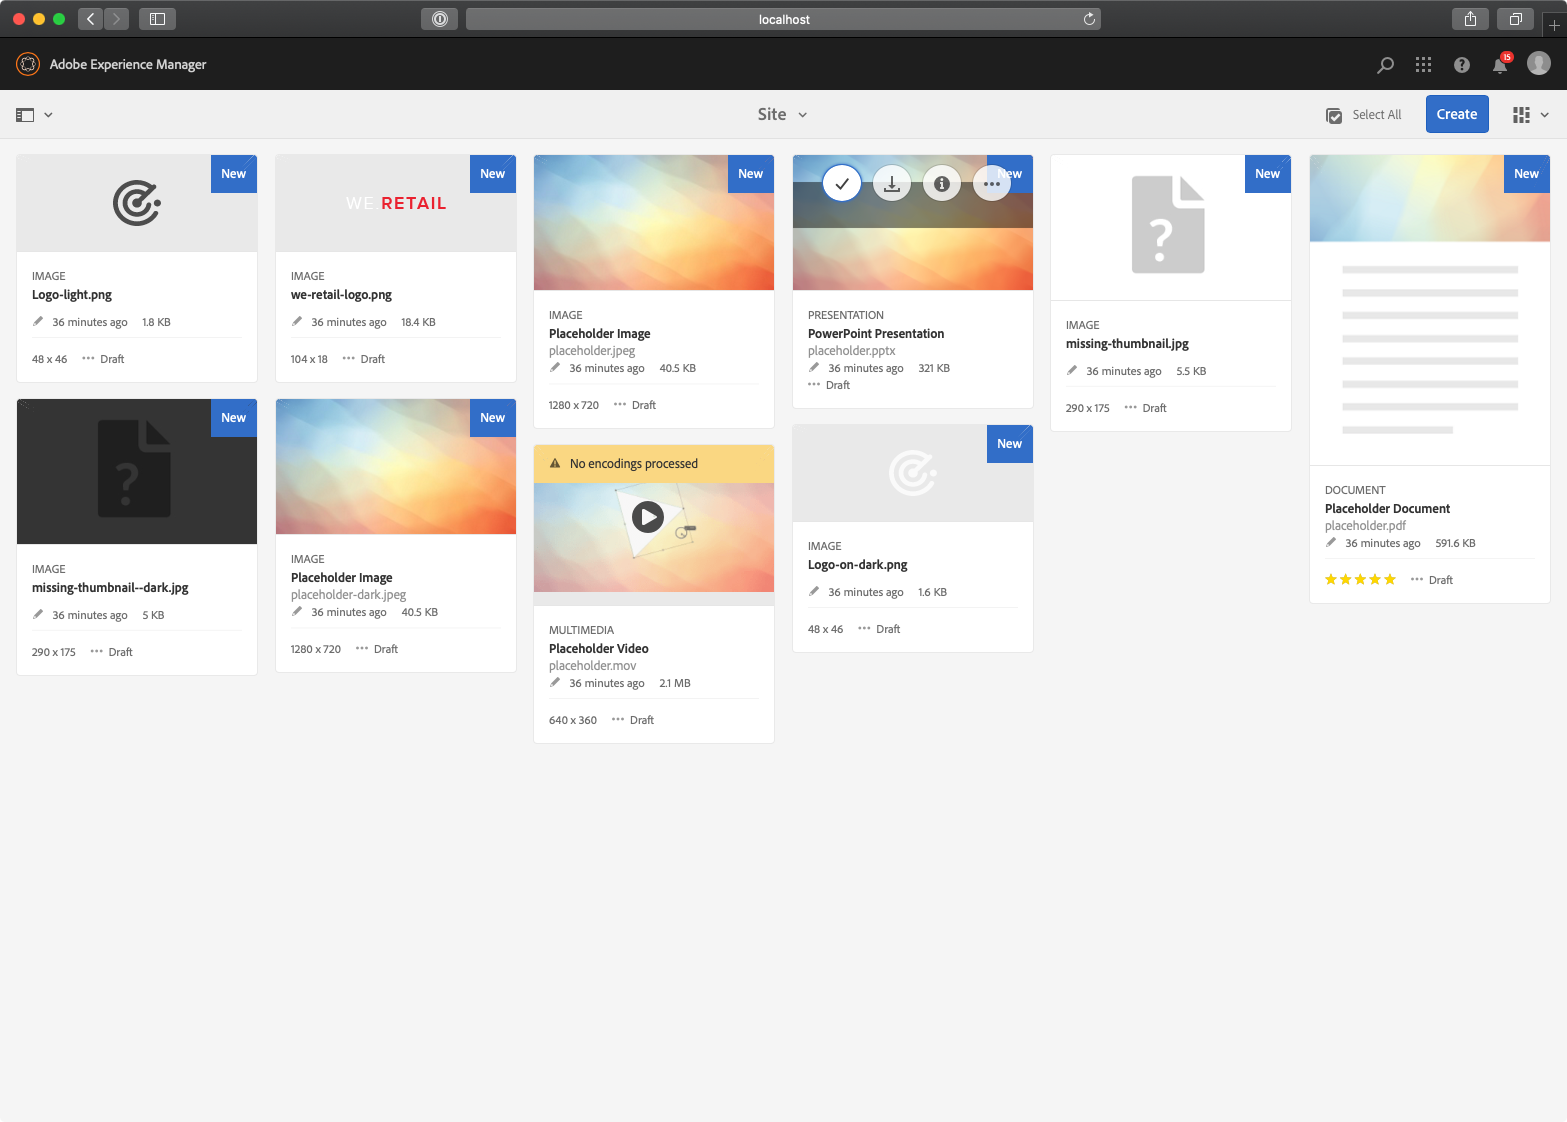 localhost
Adobe Experience Manager
15
Site
Select All
Create
New
IMAGE
Logo-light.png
36 minutes ago 1.8 KB
48 x 46 Draft
New
WE.RETAIL
IMAGE
we-retail-logo.png
36 minutes ago 18.4 KB
104 x 18 Draft
New
IMAGE
Placeholder Image
placeholder.jpeg
36 minutes ago 40.5 KB
1280 x 720 Draft
New
PRESENTATION
PowerPoint Presentation
placeholder.pptx
36 minutes ago 321 KB
Draft
New
?
IMAGE
missing-thumbnail.jpg
36 minutes ago 5.5 KB
290 x 175 Draft
New
DOCUMENT
Placeholder Document
placeholder.pdf
36 minutes ago 591.6 KB
Draft
New
?
IMAGE
missing-thumbnail--dark.jpg
36 minutes ago 5 KB
290 x 175 Draft
New
IMAGE
Placeholder Image
placeholder-dark.jpeg
36 minutes ago 40.5 KB
1280 x 720 Draft
No encodings processed
MULTIMEDIA
Placeholder Video
placeholder.mov
36 minutes ago 2.1 MB
640 x 360 Draft
New
IMAGE
Logo-on-dark.png
36 minutes ago 1.6 KB
48 x 46 Draft